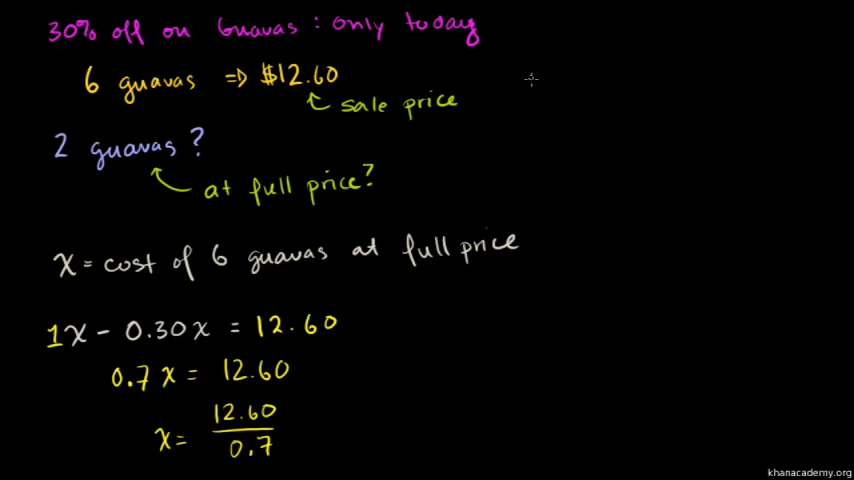 30% off on Guavas : only today
6 guavas ⇒ $12.60
sale price
2 guavas ?
at full price?
x = cost of 6 guavas at full price
1x - 0.30x = 12.60
0.7x = 12.60
x = 12.60/0.7
khanacademy.org